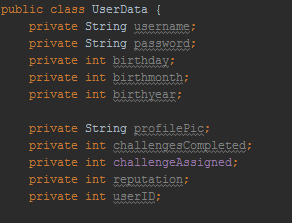 public class UserData {
private String username;
private String password;
private int birthday;
private int birthmonth;
private int birthyear;
private String profilePic;
private int challengesCompleted;
private int challengeAssigned;
private int reputation;
private int userID;